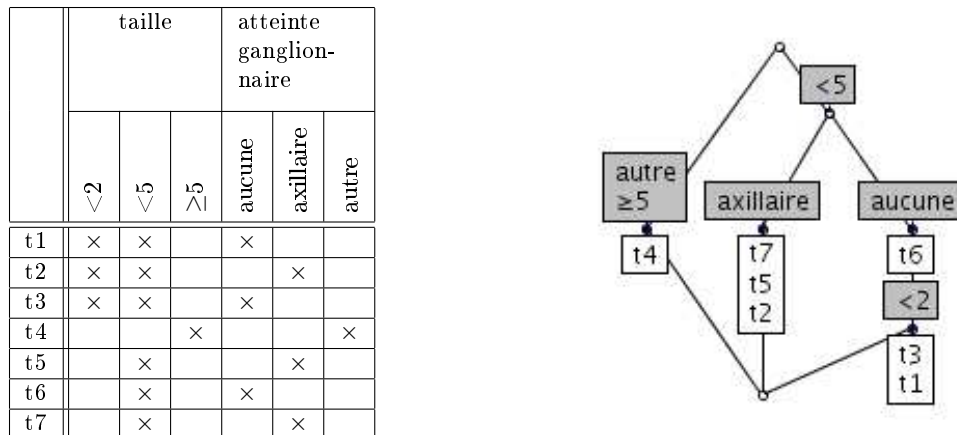 taille atteinte
ganglion-
naire
<2 <5 ≥5 aucune axillaire autre
t1 × × ×
t2 × × ×
t3 × × ×
t4 × ×
t5 × ×
t6 × ×
t7 × ×
<5
autre
≥5
axillaire
aucune
t4
t7
t5
t2
t6
<2
t3
t1